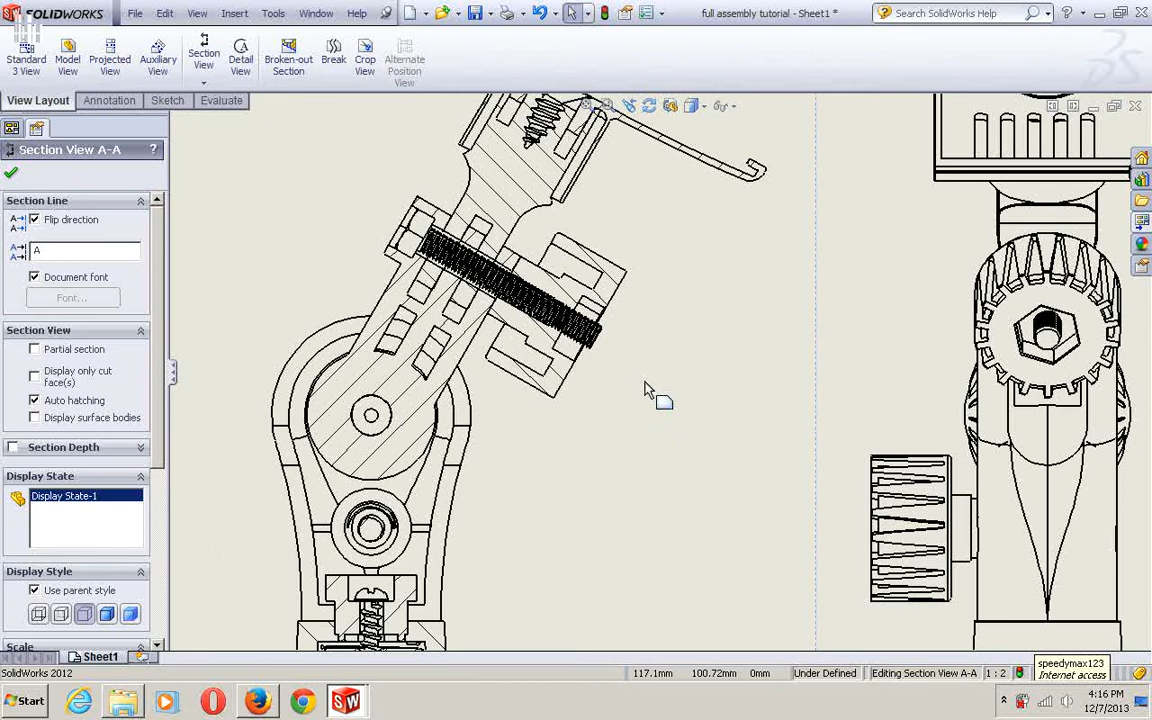 SOLIDWORKS
File
Edit
View
Insert
Tools
Window
Help
full assembly tutorial - Sheet1 *
Search SolidWorks Help
Standard
3 View
Model
View
Projected
View
Auxiliary
View
Section
View
Detail
View
Broken-out
Section
Break
Crop
View
Alternate
Position
View
View Layout
Annotation
Sketch
Evaluate
Section View A-A
?
Section Line
Flip direction
A
Document font
Font...
Section View
Partial section
Display only cut
face(s)
Auto hatching
Display surface bodies
Section Depth
Display State
Display State-1
Display Style
Use parent style
Scale
Sheet1
SolidWorks 2012
117.1mm
100.72mm
0mm
Under Defined
Editing Section View A-A
1 : 2
speedymax123
Internet access
Start
4:16 PM
12/7/2013